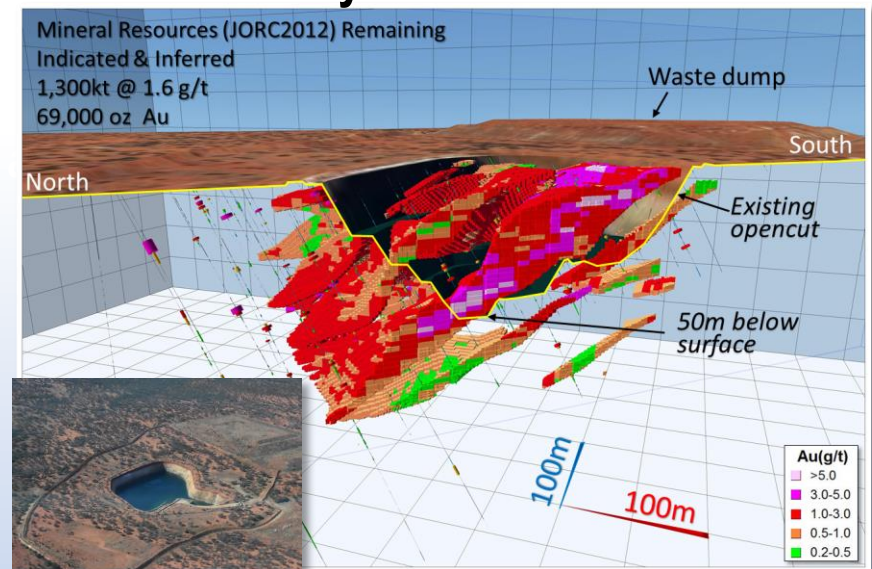 y
Mineral Resources (JORC2012) Remaining
Indicated & Inferred
1,300kt @ 1.6 g/t
69,000 oz Au
Waste dump
South
North
Existing
opencut
50m below
surface
100m
100m
Au(g/t)
>5.0
3.0-5.0
1.0-3.0
0.5-1.0
0.2-0.5